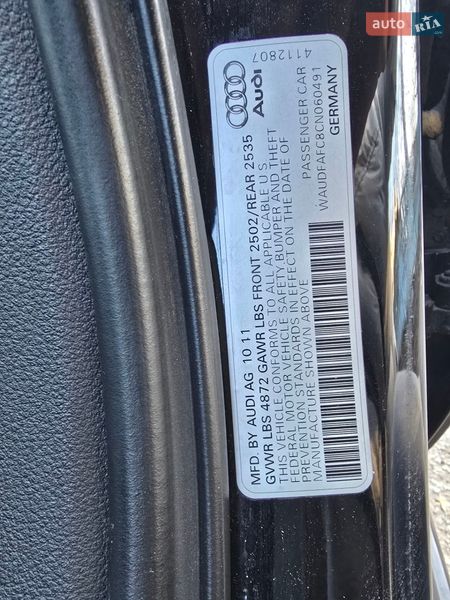 auto RIA.com
4112807
Audi
MFD. BY AUDI AG 10 11
GVWR LBS 4872 GAWR LBS FRONT 2502/REAR 2535
THIS VEHICLE CONFORMS TO ALL APPLICABLE U S
FEDERAL MOTOR VEHICLE SAFETY BUMPER AND THEFT
PREVENTION STANDARDS IN EFFECT ON THE DATE OF
MANUFACTURE SHOWN ABOVE
PASSENGER CAR
WAUDFAFC8CN060491
GERMANY